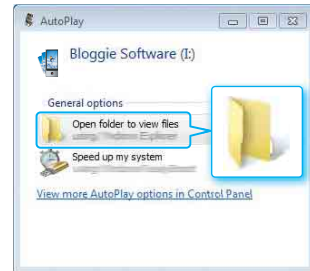 AutoPlay
Bloggie Software (I:)
General options
Open folder to view files
Speed up my system
View more AutoPlay options in Control Panel